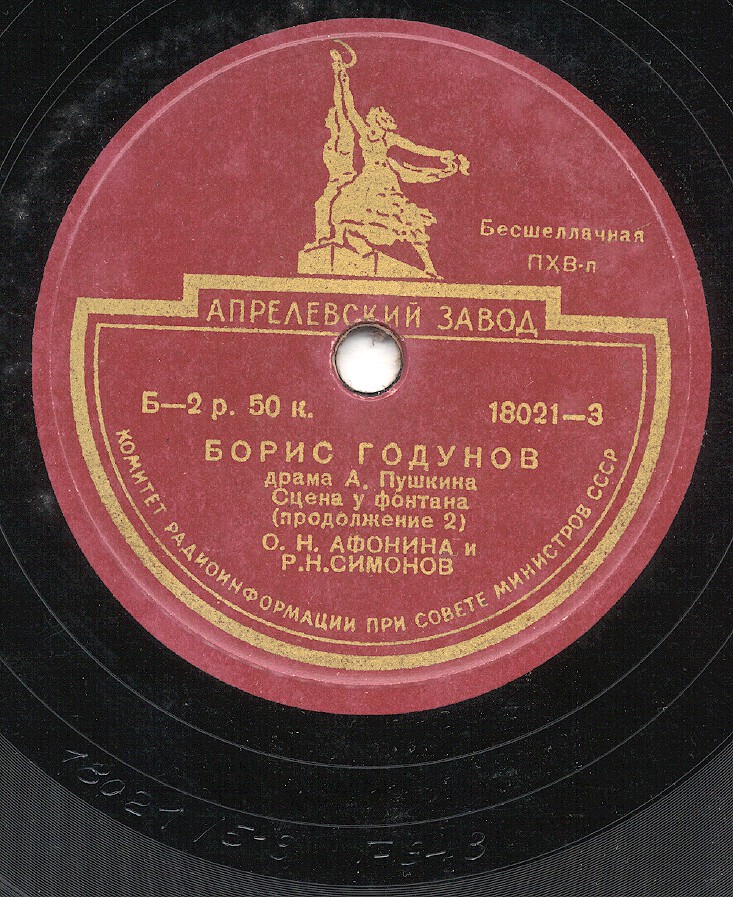 Бесшеллачная
ПХВ-п
АПРЕЛЕВСКИЙ ЗАВОД
Б—2 р. 50 к. 18021—3
БОРИС ГОДУНОВ
драма А. Пушкина
Сцена у фонтана
(продолжение 2)
О. Н. АФОНИНА и
Р.Н.СИМОНОВ
КОМИТЕТ РАДИОИНФОРМАЦИИ ПРИ СОВЕТЕ МИНИСТРОВ СССР
18021